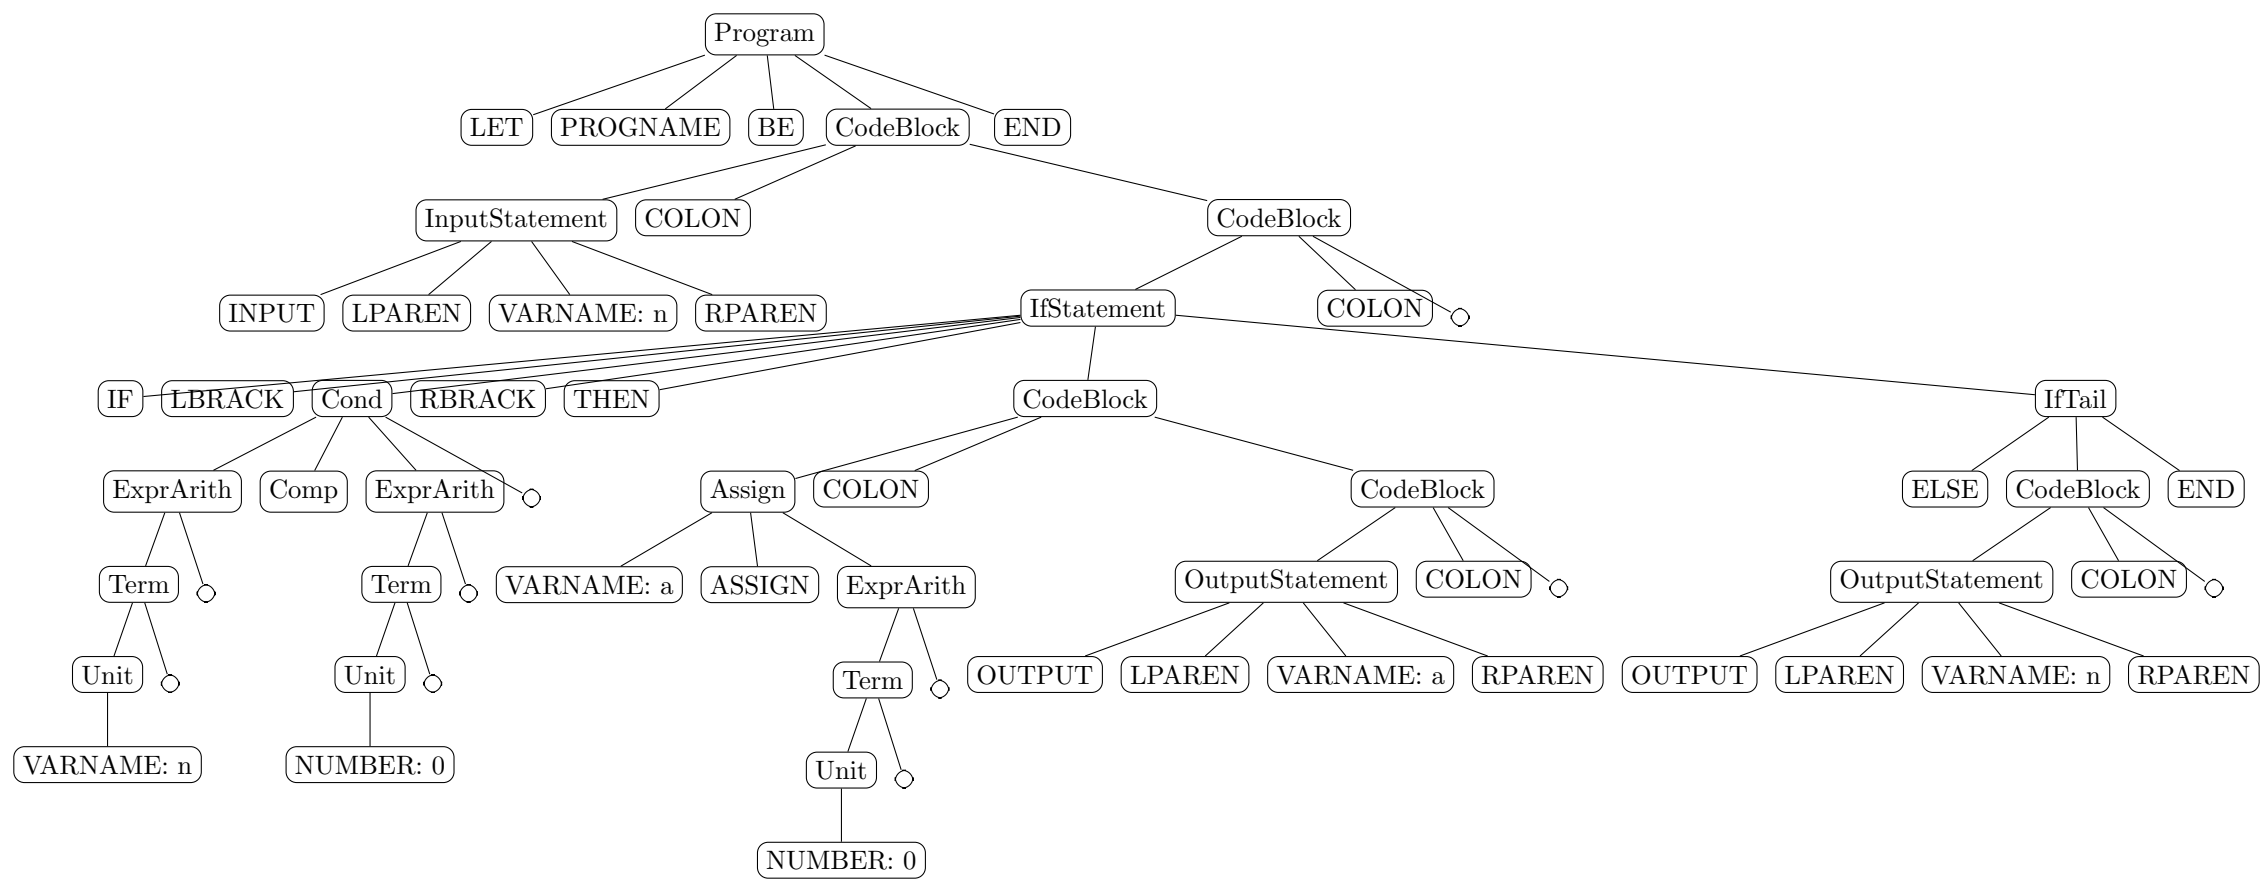 Program
LET PROGNAME BE CodeBlock END
InputStatement COLON CodeBlock
INPUT LPAREN VARNAME: n RPAREN IfStatement COLON
IF LBRACK Cond RBRACK THEN CodeBlock IfTail
ExprArith Comp ExprArith Assign COLON CodeBlock ELSE CodeBlock END
Term Term VARNAME: a ASSIGN ExprArith OutputStatement COLON OutputStatement COLON
Unit Unit Term OUTPUT LPAREN VARNAME: a RPAREN OUTPUT LPAREN VARNAME: n RPAREN
VARNAME: n NUMBER: 0 Unit
NUMBER: 0